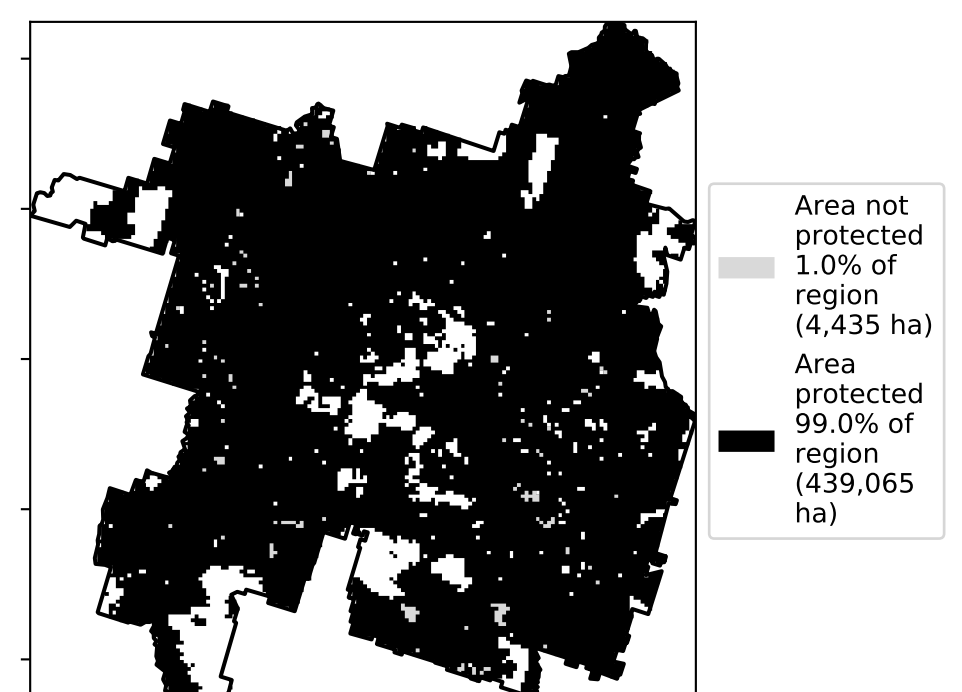 Area not
protected
1.0% of
region
(4,435 ha)
Area
protected
99.0% of
region
(439,065
ha)